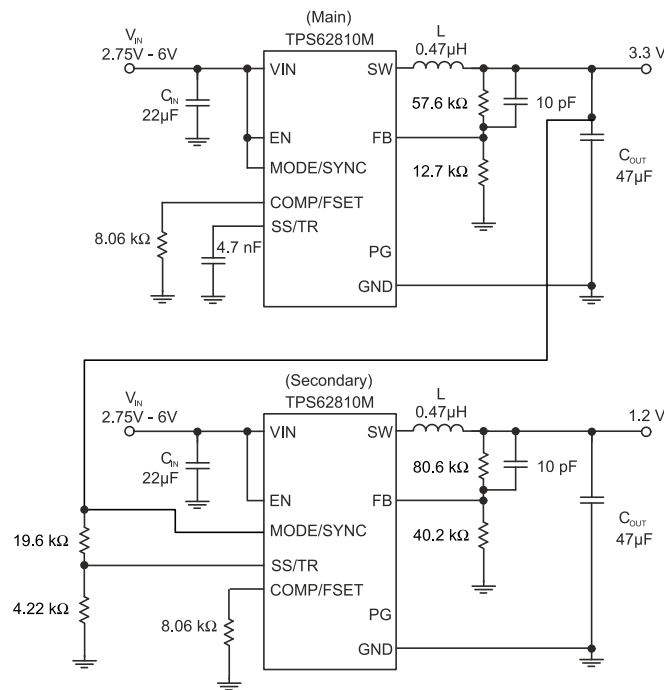 (Main)
TPS62810M
V_IN
2.75V - 6V
L
0.47µH
3.3 V
VIN
SW
C_IN
22µF
57.6 kΩ
10 pF
EN
FB
MODE/SYNC
12.7 kΩ
C_OUT
47µF
COMP/FSET
8.06 kΩ
SS/TR
4.7 nF
PG
GND
(Secondary)
TPS62810M
V_IN
2.75V - 6V
L
0.47µH
1.2 V
VIN
SW
C_IN
22µF
80.6 kΩ
10 pF
EN
FB
MODE/SYNC
19.6 kΩ
40.2 kΩ
C_OUT
47µF
SS/TR
COMP/FSET
4.22 kΩ
8.06 kΩ
PG
GND